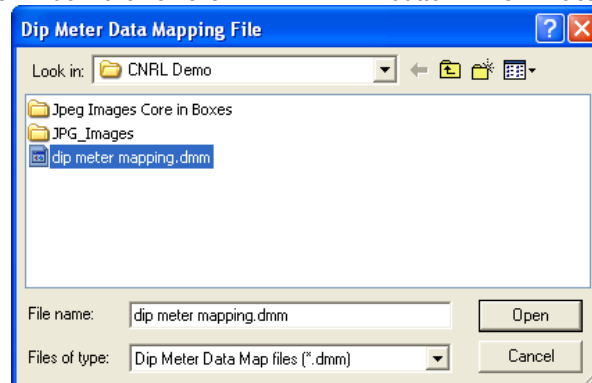 Dip Meter Data Mapping File
Look in: CNRL Demo
Jpeg Images Core in Boxes
JPG_Images
dip meter mapping.dmm
File name: dip meter mapping.dmm Open
Files of type: Dip Meter Data Map files (*.dmm) Cancel